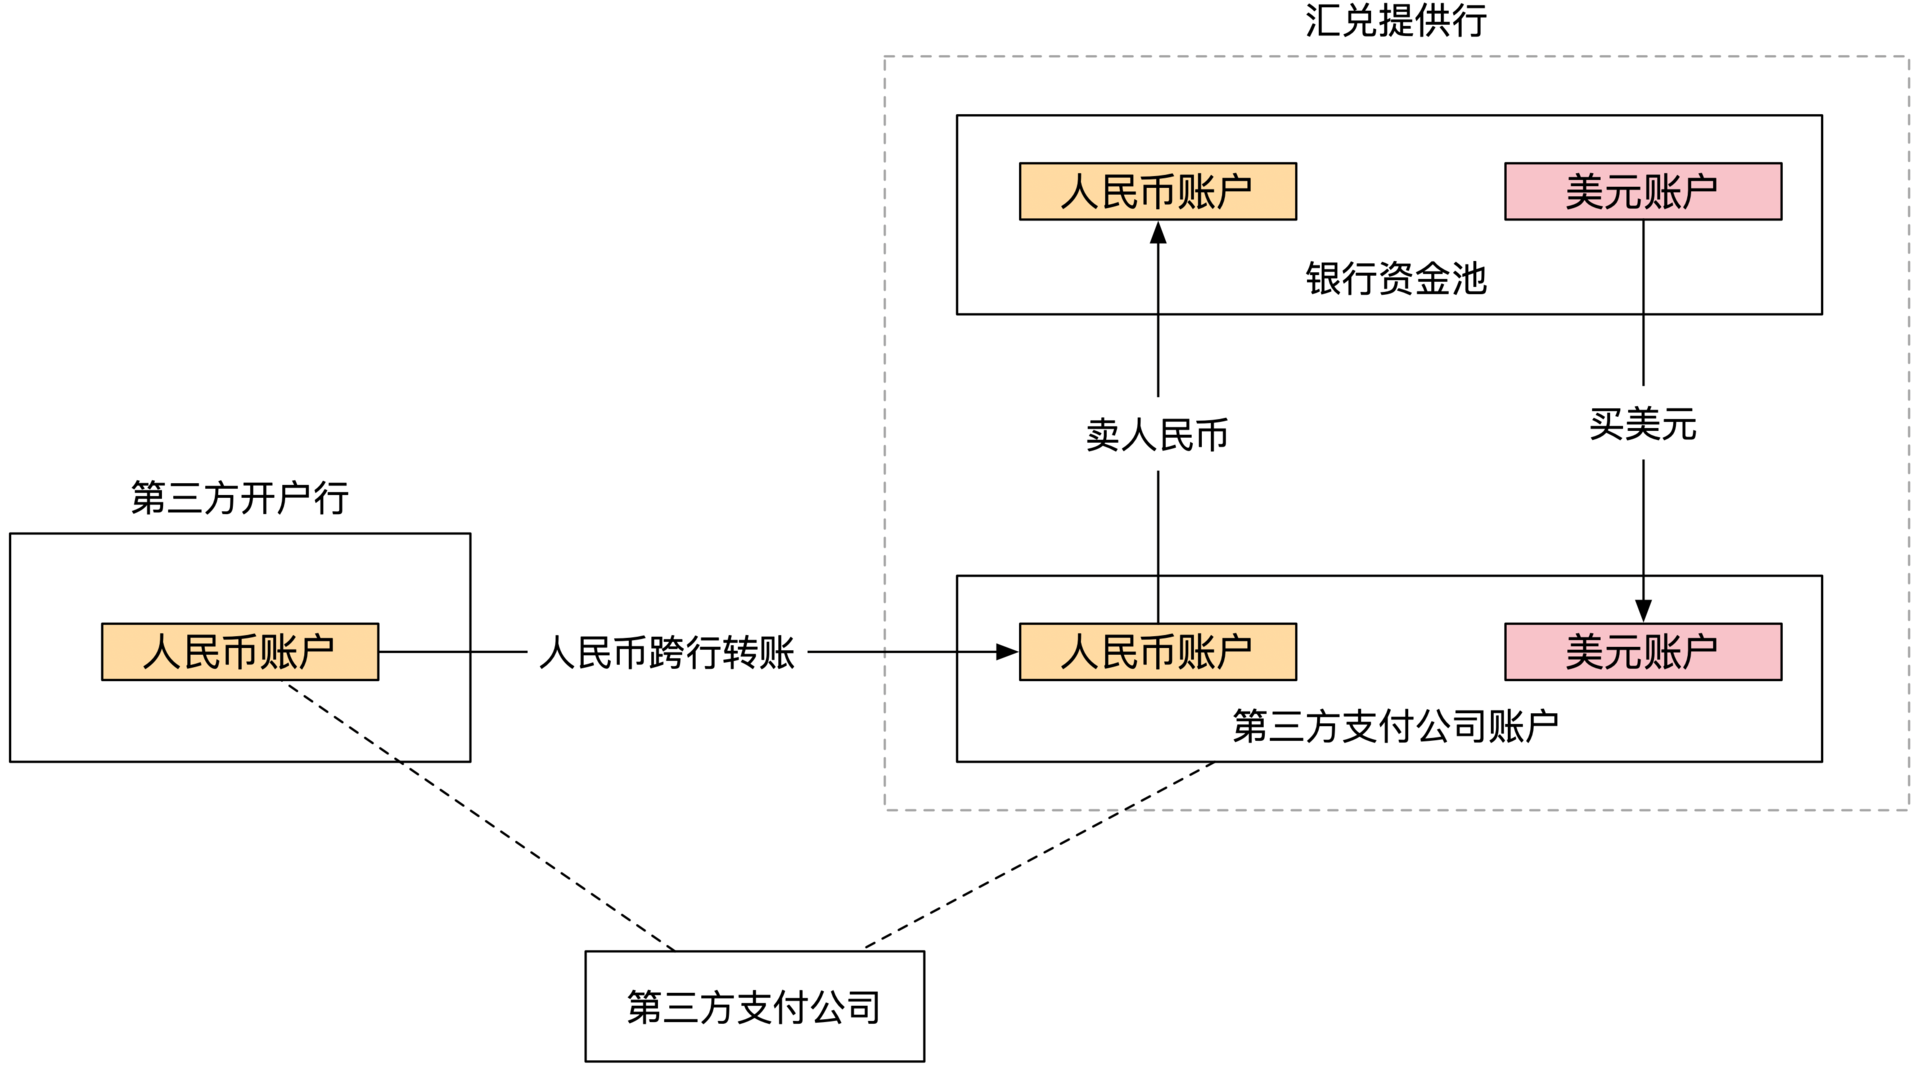 汇兑提供行
人民币账户
美元账户
银行资金池
卖人民币
买美元
第三方开户行
人民币账户
人民币跨行转账
人民币账户
美元账户
第三方支付公司账户
第三方支付公司